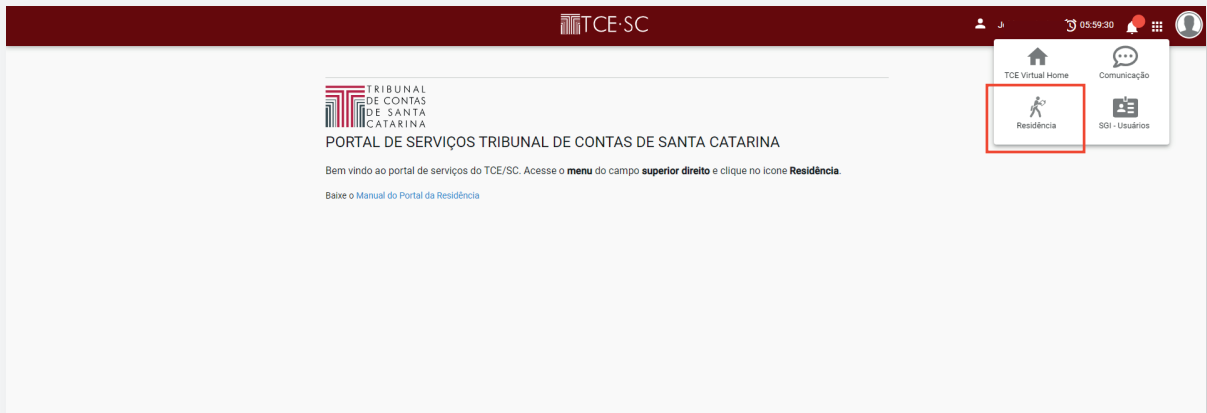 TCE·SC
05:59:30
TCE Virtual Home
Comunicação
Residência
SGI - Usuários
TRIBUNAL
DE CONTAS
DE SANTA
CATARINA
PORTAL DE SERVIÇOS TRIBUNAL DE CONTAS DE SANTA CATARINA
Bem vindo ao portal de serviços do TCE/SC. Acesse o menu do campo superior direito e clique no icone Residência.
Baixe o Manual do Portal da Residência